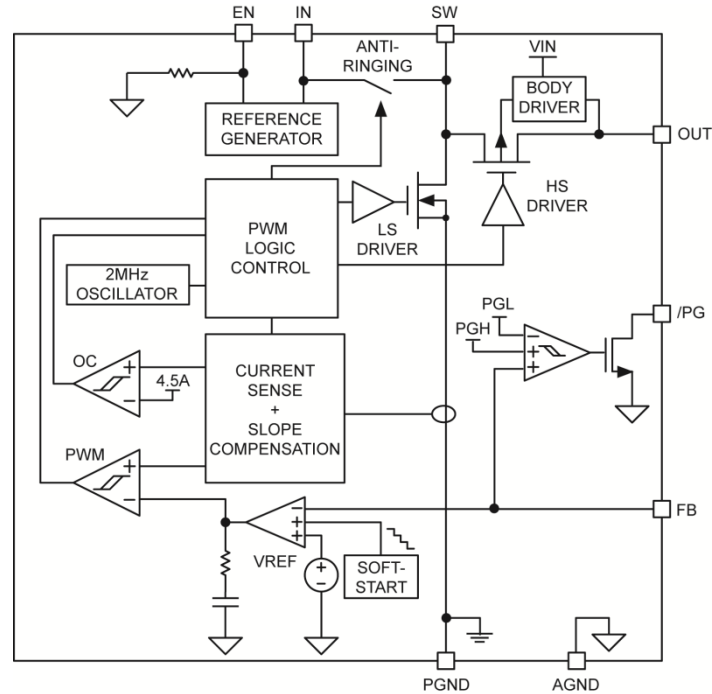 EN
IN
SW
ANTI-
RINGING
VIN
BODY
DRIVER
REFERENCE
GENERATOR
OUT
HS
DRIVER
PWM
LOGIC
CONTROL
LS
DRIVER
2MHz
OSCILLATOR
PGL
PGH
/PG
OC
4.5A
CURRENT
SENSE
+
SLOPE
COMPENSATION
PWM
FB
VREF
SOFT-
START
PGND
AGND